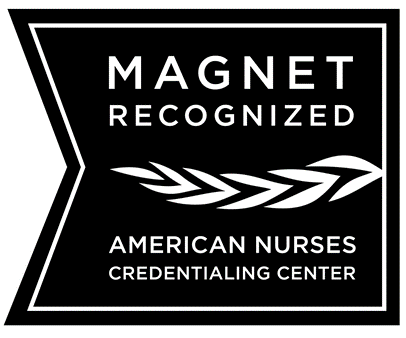 MAGNET
RECOGNIZED
AMERICAN NURSES
CREDENTIALING CENTER